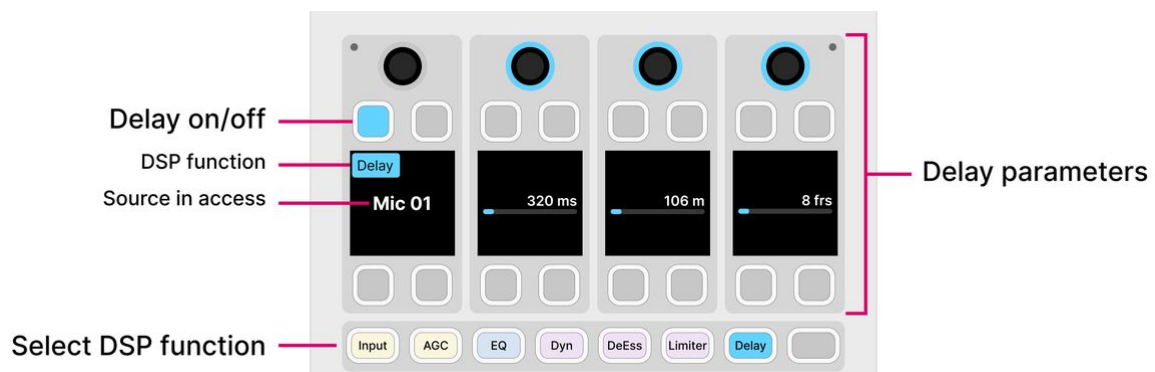 Delay on/off
DSP function
Delay
Source in access
Mic 01
320 ms
106 m
8 frs
Delay parameters
Select DSP function
Input
AGC
EQ
Dyn
DeEss
Limiter
Delay